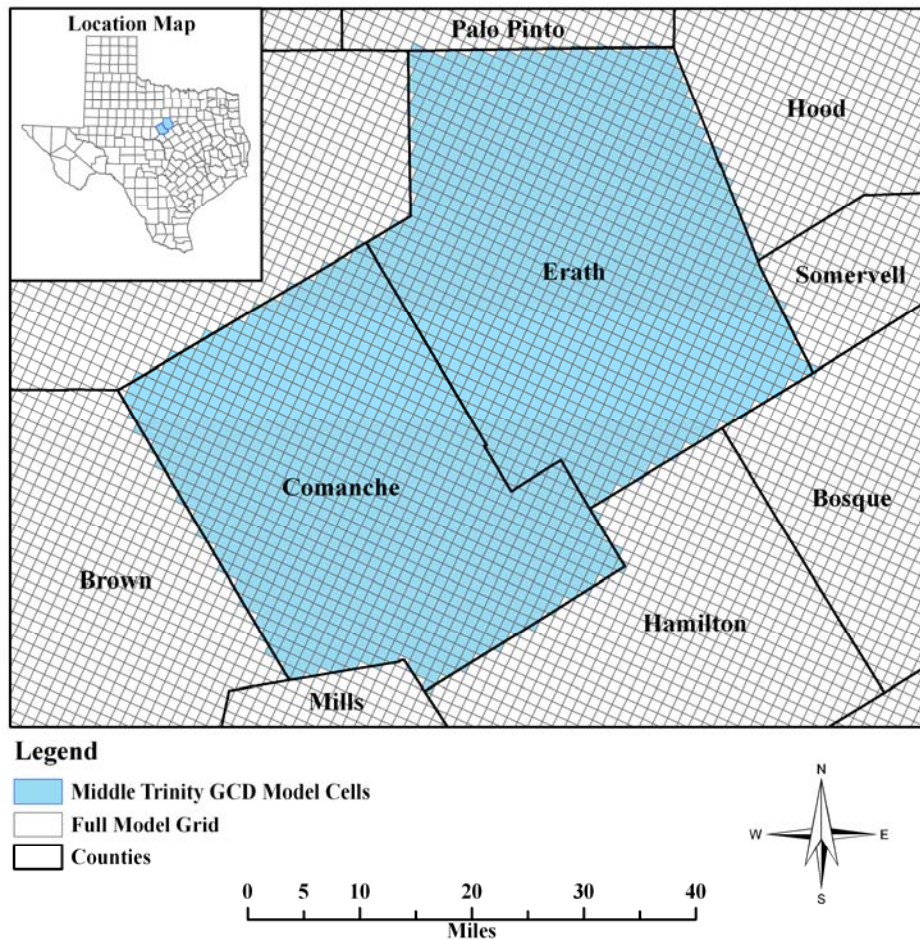 Location Map
Palo Pinto
Hood
Erath
Somervell
Comanche
Bosque
Brown
Hamilton
Mills
Legend
Middle Trinity GCD Model Cells
Full Model Grid
Counties
N
W E
S
0 5 10 20 30 40
Miles